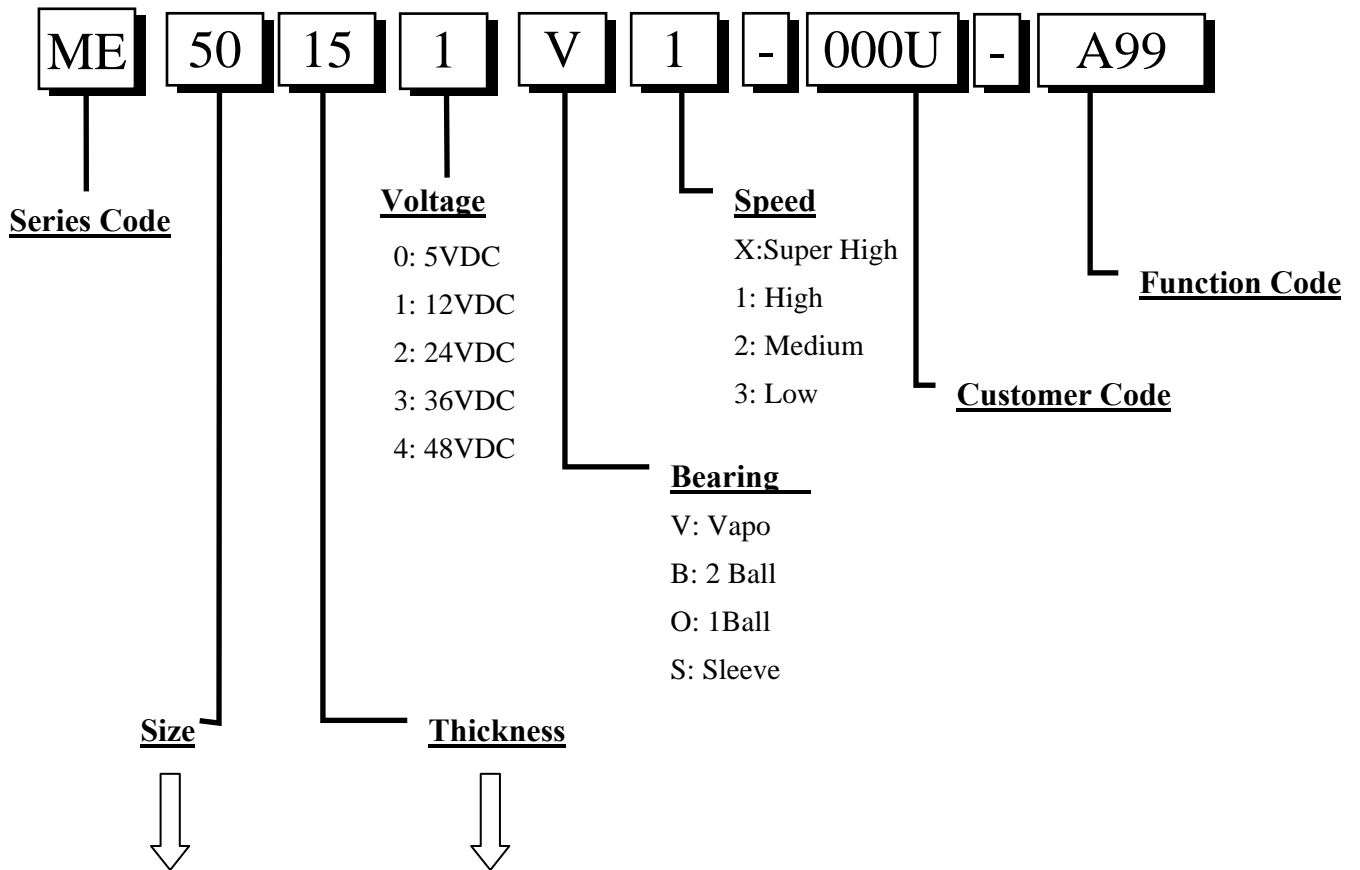 ME 50 15 1 V 1 - 000U - A99
Series Code
Voltage
0: 5VDC
1: 12VDC
2: 24VDC
3: 36VDC
4: 48VDC
Speed
X:Super High
1: High
2: Medium
3: Low
Function Code
Customer Code
Bearing
V: Vapo
B: 2 Ball
O: 1Ball
S: Sleeve
Size
Thickness